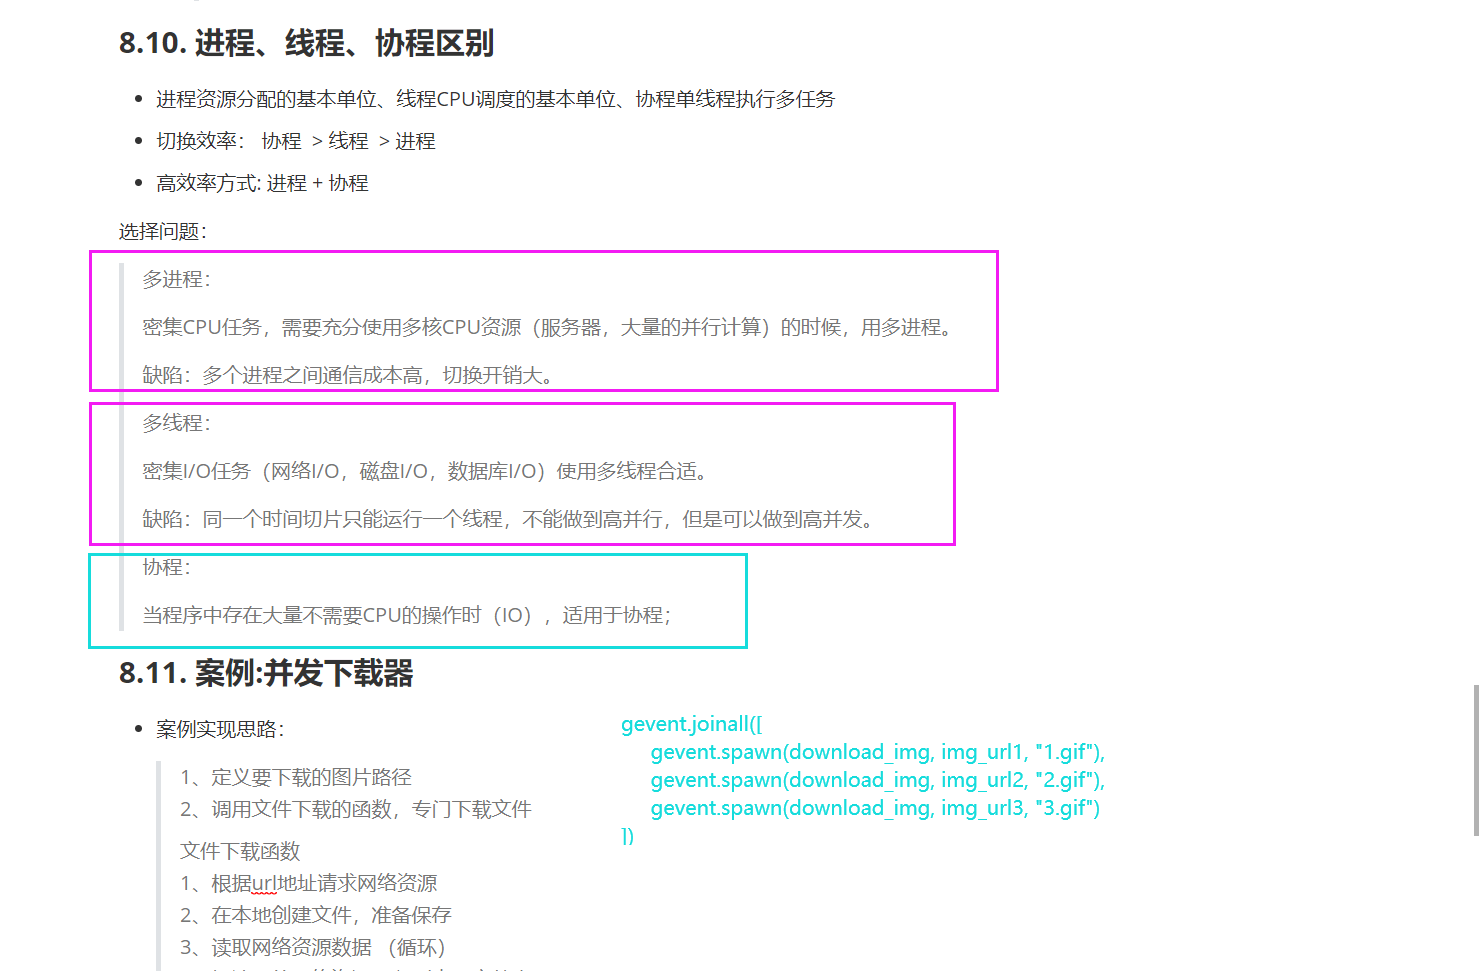 8.10. 进程、线程、协程区别
进程资源分配的基本单位、线程CPU调度的基本单位、协程单线程执行多任务
切换效率： 协程 > 线程 > 进程
高效率方式: 进程 + 协程
选择问题：
多进程：
密集CPU任务，需要充分使用多核CPU资源（服务器，大量的并行计算）的时候，用多进程。
缺陷：多个进程之间通信成本高，切换开销大。
多线程：
密集I/O任务（网络I/O，磁盘I/O，数据库I/O）使用多线程合适。
缺陷：同一个时间切片只能运行一个线程，不能做到高并行，但是可以做到高并发。
协程：
当程序中存在大量不需要CPU的操作时（IO），适用于协程；
8.11. 案例:并发下载器
案例实现思路：
1、定义要下载的图片路径
2、调用文件下载的函数，专门下载文件
文件下载函数
1、根据url地址请求网络资源
2、在本地创建文件，准备保存
3、读取网络资源数据 （循环）
gevent.joinall([
gevent.spawn(download_img, img_url1, "1.gif"),
gevent.spawn(download_img, img_url2, "2.gif"),
gevent.spawn(download_img, img_url3, "3.gif")
])